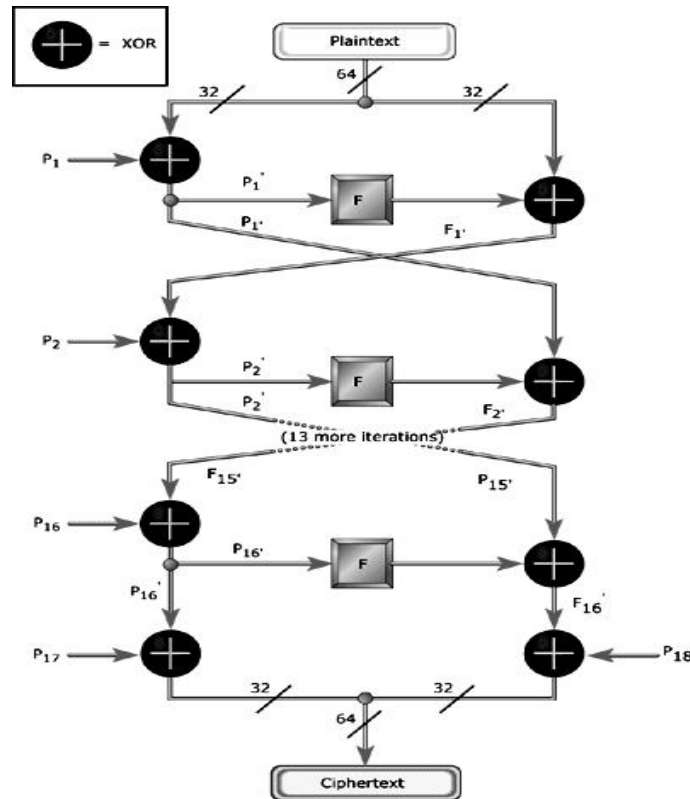 = XOR
Plaintext
64
32
32
P1
P1'
F
P1'
F1'
P2
P2'
F
P2'
F2'
(13 more iterations)
F15'
P15'
P16
P16'
F
P16'
F16'
P17
P18
32
32
64
Ciphertext